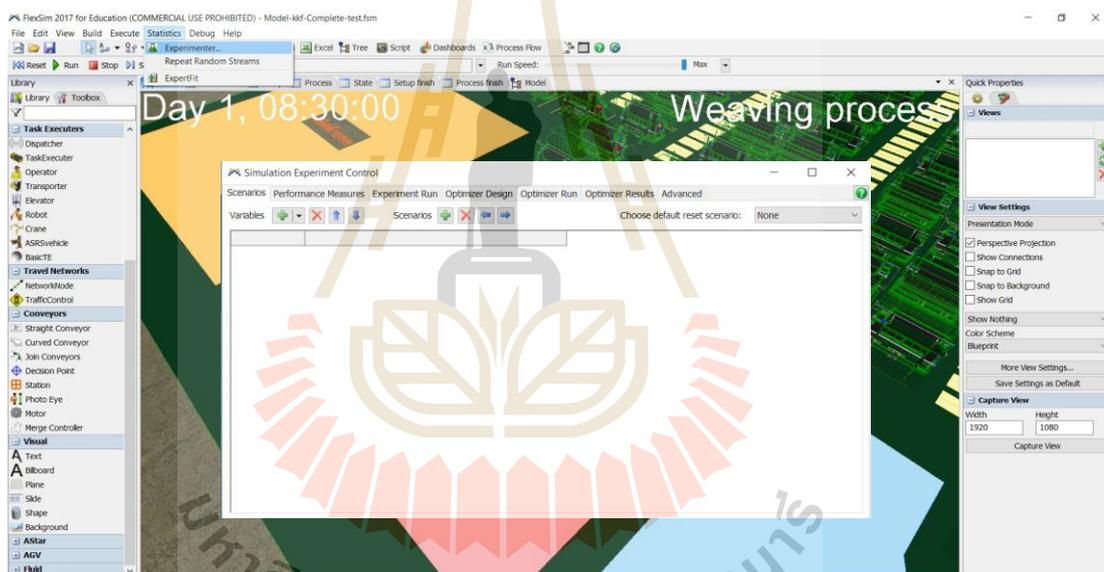 FlexSim 2017 for Education (COMMERCIAL USE PROHIBITED) - Model-kkf-Complete-test.fsm
File Edit View Build Execute Statistics Debug Help
Experimenter...
Excel Tree Script Dashboards Process Flow
Repeat Random Streams
Reset Run Stop
Run Speed: Max
ExpertFit
Library
Process State Setup finish Process finish Model
Quick Properties
Library Toolbox
Day 1, 08:30:00
Weaving process
Views
Task Executers
Dispatcher
TaskExecuter
Operator
Transporter
Elevator
Robot
Crane
ASRSvehicle
BasicTE
Travel Networks
NetworkNode
TrafficControl
Conveyors
Straight Conveyor
Curved Conveyor
Join Conveyors
Decision Point
Station
Photo Eye
Motor
Merge Controller
Visual
Text
Billboard
Plane
Slide
Shape
Background
AStar
AGV
Fluid
Simulation Experiment Control
Scenarios Performance Measures Experiment Run Optimizer Design Optimizer Run Optimizer Results Advanced
Variables
Scenarios
Choose default reset scenario: None
View Settings
Presentation Mode
Perspective Projection
Show Connections
Snap to Grid
Snap to Background
Show Grid
Show Nothing
Color Scheme
Blueprint
More View Settings...
Save Settings as Default
Capture View
Width Height
1920 1080
Capture View